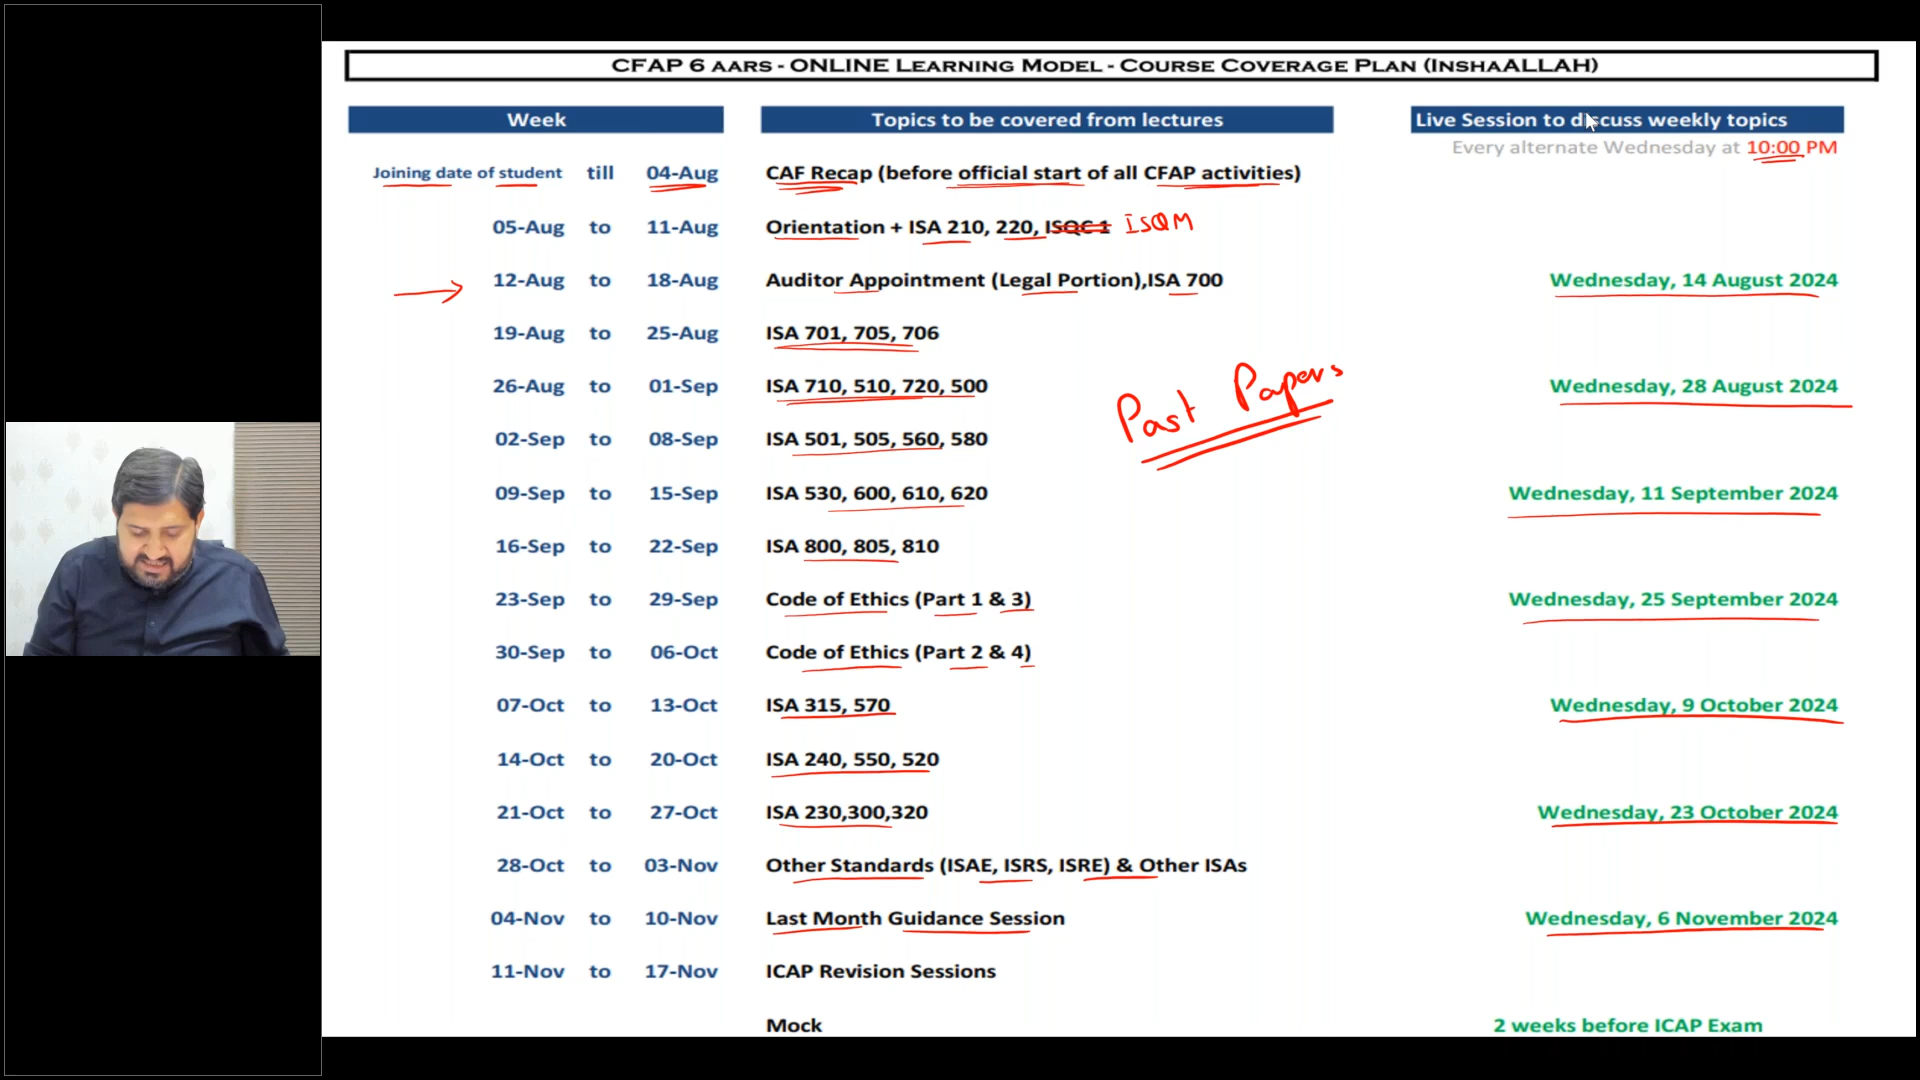 CFAP 6 AARS - ONLINE LEARNING MODEL - COURSE COVERAGE PLAN (INSHAALLAH)
Week Topics to be covered from lectures Live Session to discuss weekly topics
Every alternate Wednesday at 10:00 PM
Joining date of student till 04-Aug CAF Recap (before official start of all CFAP activities)
05-Aug to 11-Aug Orientation + ISA 210, 220, ISQC 1 ISQM
12-Aug to 18-Aug Auditor Appointment (Legal Portion),ISA 700 Wednesday, 14 August 2024
19-Aug to 25-Aug ISA 701, 705, 706
26-Aug to 01-Sep ISA 710, 510, 720, 500 Wednesday, 28 August 2024
Past Papers
02-Sep to 08-Sep ISA 501, 505, 560, 580
09-Sep to 15-Sep ISA 530, 600, 610, 620 Wednesday, 11 September 2024
16-Sep to 22-Sep ISA 800, 805, 810
23-Sep to 29-Sep Code of Ethics (Part 1 & 3) Wednesday, 25 September 2024
30-Sep to 06-Oct Code of Ethics (Part 2 & 4)
07-Oct to 13-Oct ISA 315, 570 Wednesday, 9 October 2024
14-Oct to 20-Oct ISA 240, 550, 520
21-Oct to 27-Oct ISA 230,300,320 Wednesday, 23 October 2024
28-Oct to 03-Nov Other Standards (ISAE, ISRS, ISRE) & Other ISAs
04-Nov to 10-Nov Last Month Guidance Session Wednesday, 6 November 2024
11-Nov to 17-Nov ICAP Revision Sessions
Mock 2 weeks before ICAP Exam